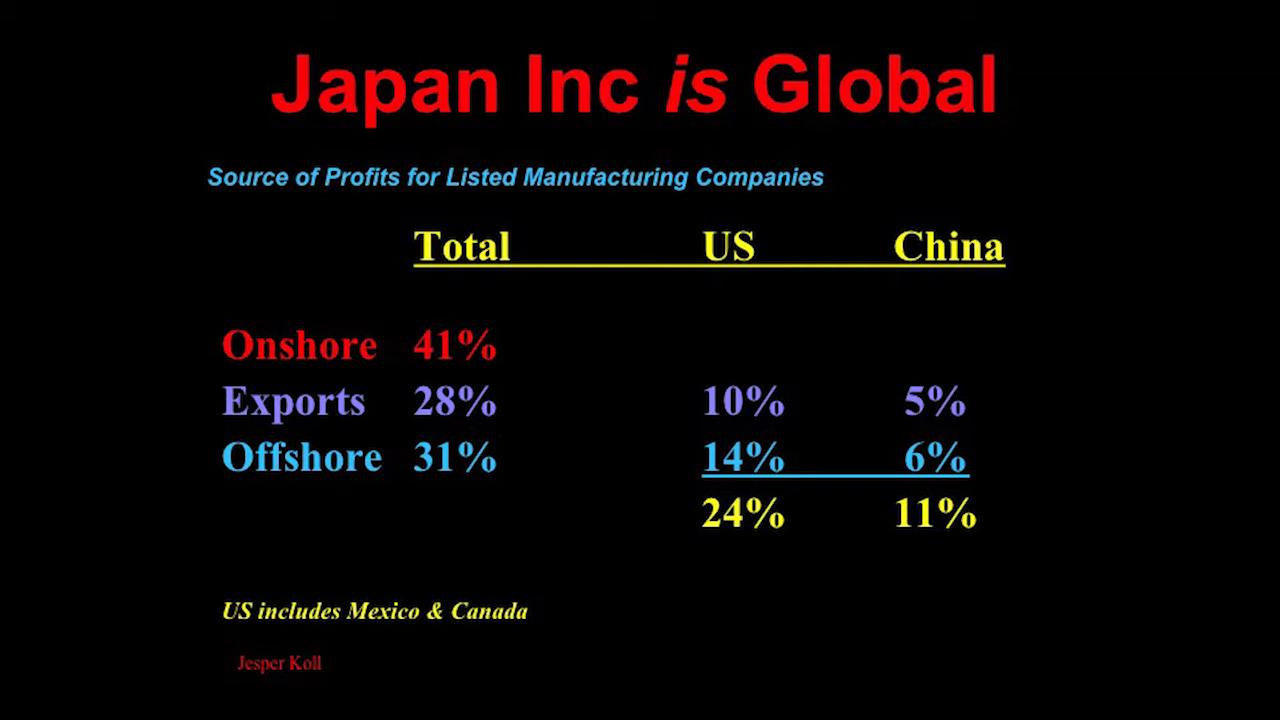 Japan Inc is Global
Source of Profits for Listed Manufacturing Companies
Total US China
Onshore 41%
Exports 28% 10% 5%
Offshore 31% 14% 6%
24% 11%
US includes Mexico & Canada
Jesper Koll